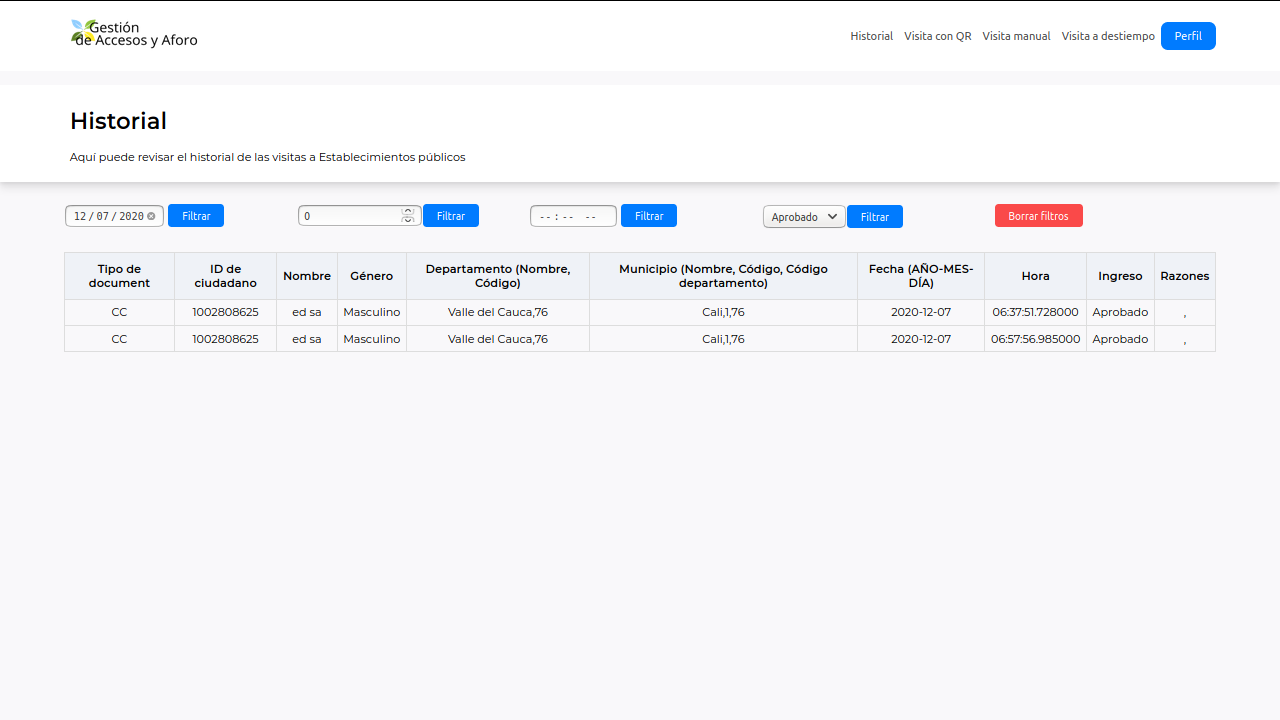 Gestión
de Accesos y Aforo
Historial Visita con QR Visita manual Visita a destiempo Perfil
Historial
Aquí puede revisar el historial de las visitas a Establecimientos públicos
12/07/2020 Filtrar 0 Filtrar --:-- -- Filtrar Aprobado Filtrar Borrar filtros
Tipo de document ID de ciudadano Nombre Género Departamento (Nombre, Código) Municipio (Nombre, Código, Código departamento) Fecha (AÑO-MES-DÍA) Hora Ingreso Razones
CC 1002808625 ed sa Masculino Valle del Cauca,76 Cali,1,76 2020-12-07 06:37:51.728000 Aprobado ,
CC 1002808625 ed sa Masculino Valle del Cauca,76 Cali,1,76 2020-12-07 06:57:56.985000 Aprobado ,